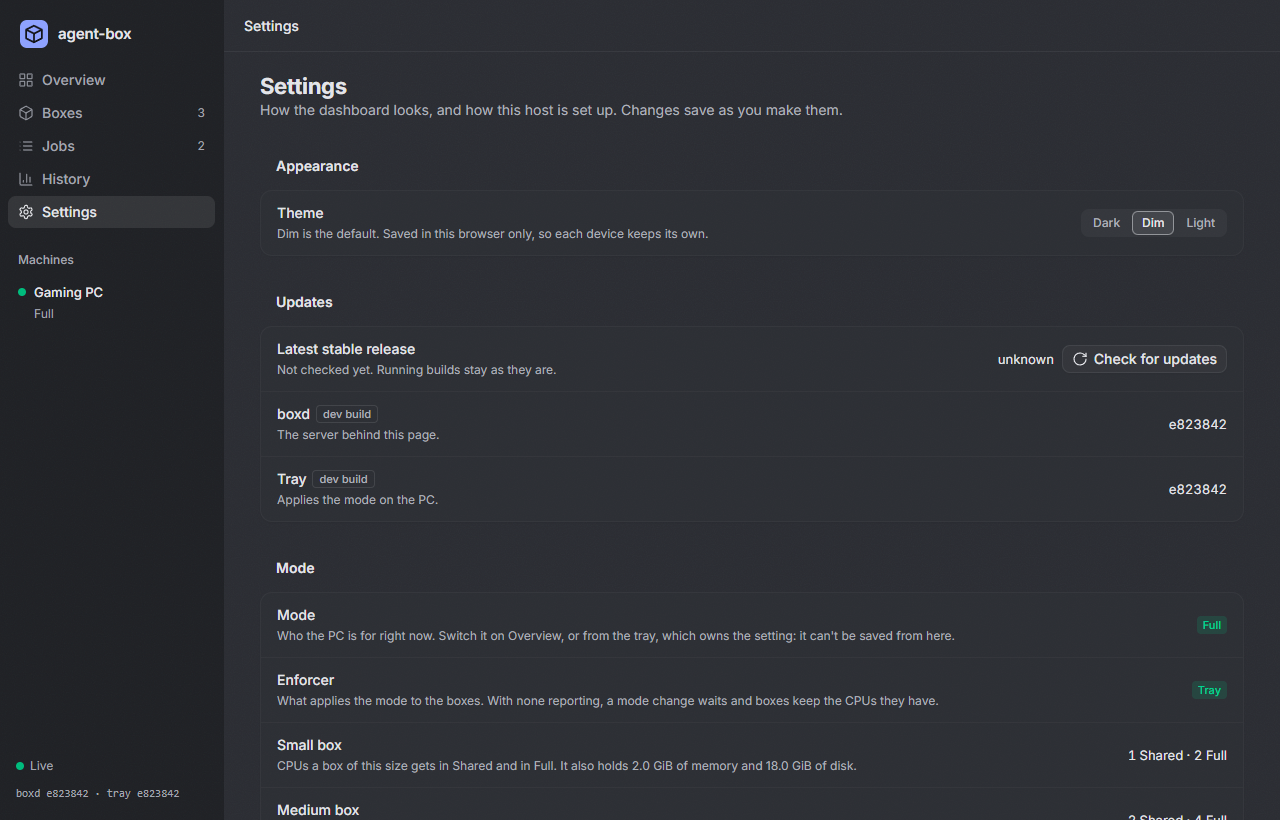 agent-box
Overview
Boxes 3
Jobs 2
History
Settings
Machines
Gaming PC
Full
Live
boxd e823842 · tray e823842
Settings
Settings
How the dashboard looks, and how this host is set up. Changes save as you make them.
Appearance
Theme
Dim is the default. Saved in this browser only, so each device keeps its own.
Dark Dim Light
Updates
Latest stable release
Not checked yet. Running builds stay as they are.
unknown Check for updates
boxd dev build
The server behind this page.
e823842
Tray dev build
Applies the mode on the PC.
e823842
Mode
Mode
Who the PC is for right now. Switch it on Overview, or from the tray, which owns the setting: it can't be saved from here.
Full
Enforcer
What applies the mode to the boxes. With none reporting, a mode change waits and boxes keep the CPUs they have.
Tray
Small box
CPUs a box of this size gets in Shared and in Full. It also holds 2.0 GiB of memory and 18.0 GiB of disk.
1 Shared · 2 Full
Medium box
2 Shared · 4 Full